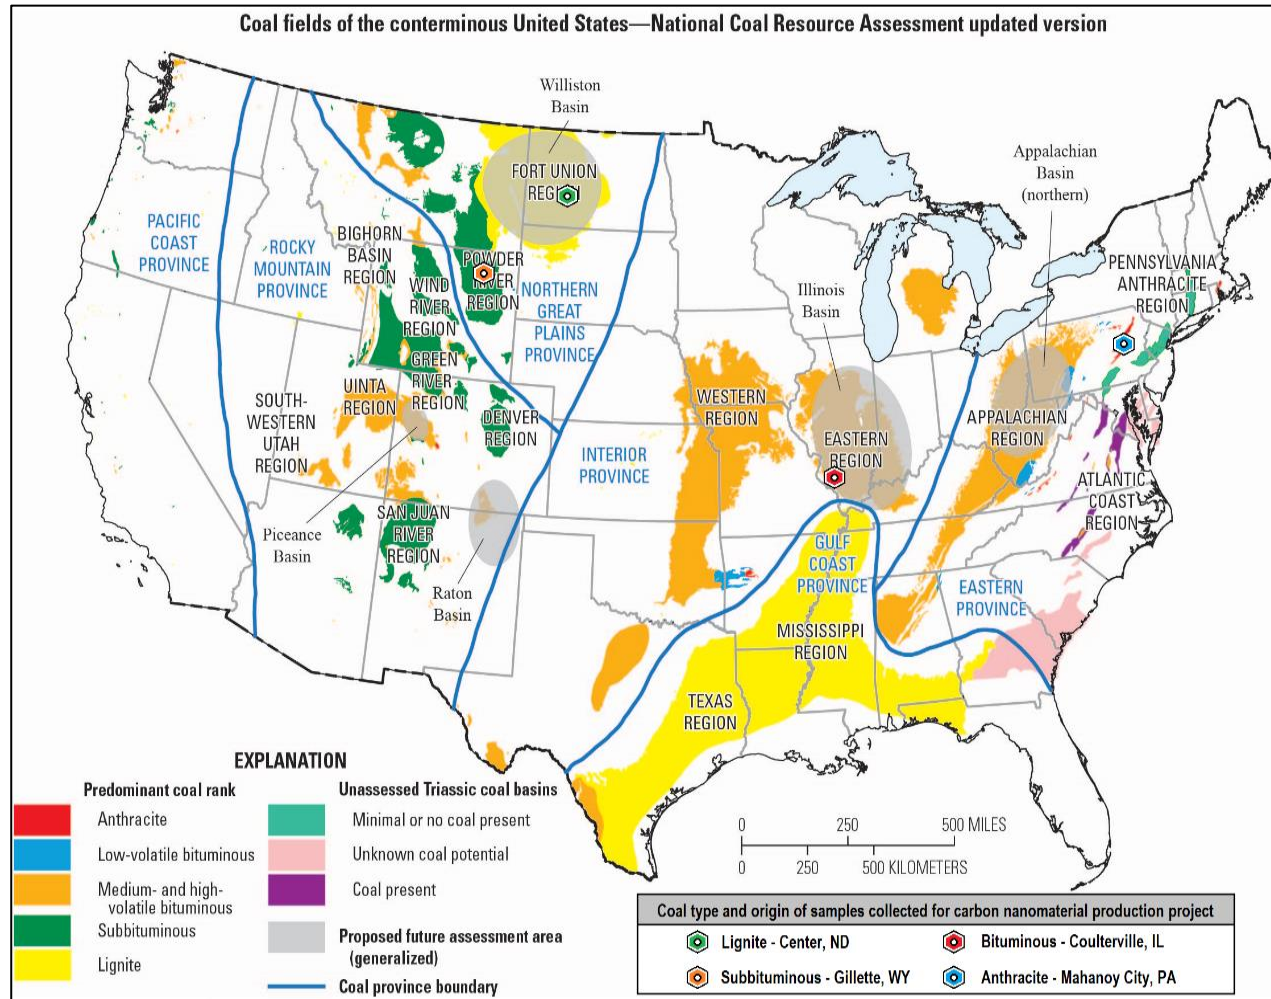 Coal fields of the conterminous United States—National Coal Resource Assessment updated version
Williston
Basin
FORT UNION
REGION
Appalachian
Basin
(northern)
PACIFIC
COAST
PROVINCE
ROCKY
MOUNTAIN
PROVINCE
BIGHORN
BASIN
REGION
WIND
RIVER
REGION
POWDER
RIVER
REGION
NORTHERN
GREAT
PLAINS
PROVINCE
Illinois
Basin
PENNSYLVANIA
ANTHRACITE
REGION
GREEN
RIVER
REGION
UINTA
REGION
SOUTH-
WESTERN
UTAH
REGION
DENVER
REGION
WESTERN
REGION
INTERIOR
PROVINCE
EASTERN
REGION
APPALACHIAN
REGION
ATLANTIC
COAST
REGION
SAN JUAN
RIVER
REGION
Piceance
Basin
Raton
Basin
GULF
COAST
PROVINCE
EASTERN
PROVINCE
MISSISSIPPI
REGION
TEXAS
REGION
EXPLANATION
Predominant coal rank
Anthracite
Low-volatile bituminous
Medium- and high-
volatile bituminous
Subbituminous
Lignite
Unassessed Triassic coal basins
Minimal or no coal present
Unknown coal potential
Coal present
Proposed future assessment area
(generalized)
Coal province boundary
0 250 500 MILES
0 250 500 KILOMETERS
Coal type and origin of samples collected for carbon nanomaterial production project
Lignite - Center, ND
Bituminous - Coulterville, IL
Subbituminous - Gillette, WY
Anthracite - Mahanoy City, PA